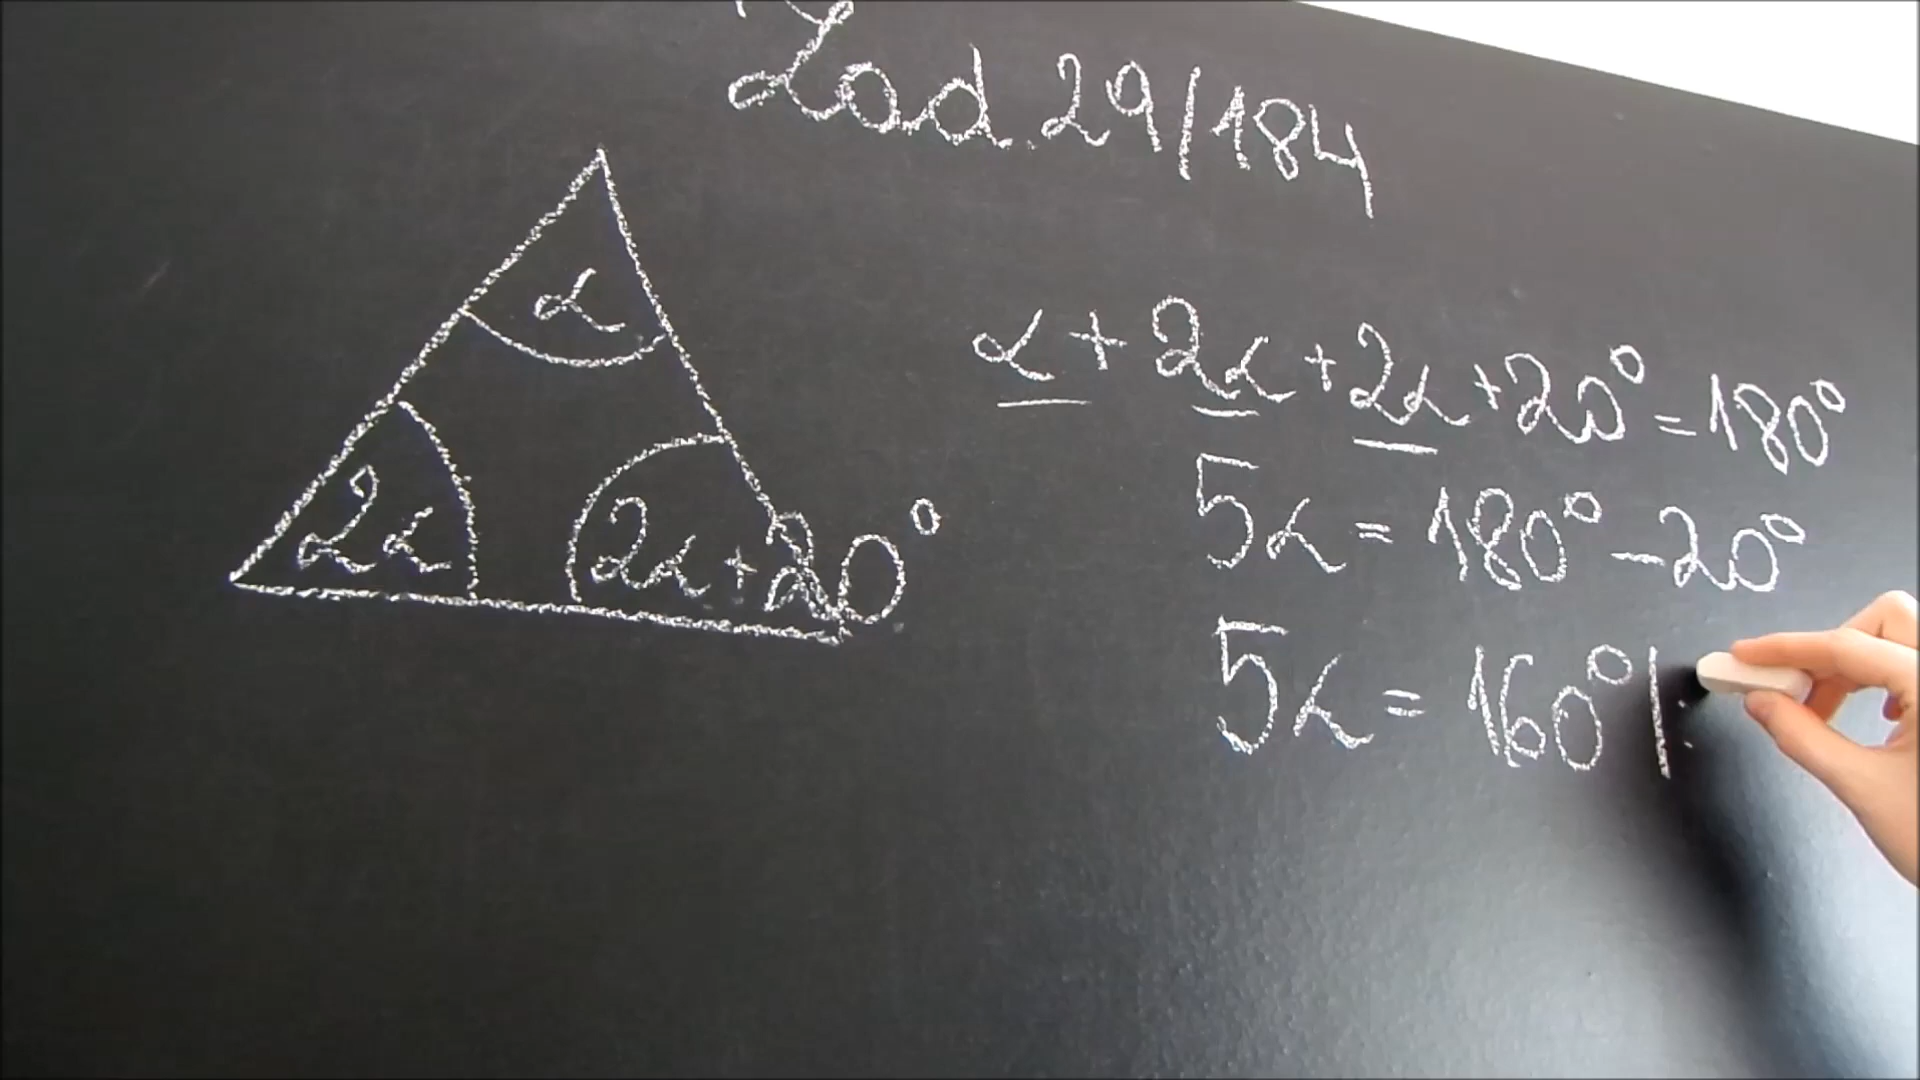 Zad. 29/184
α
2α
2α+20°
α + 2α + 2α + 20° = 180°
5α = 180° - 20°
5α = 160° | :